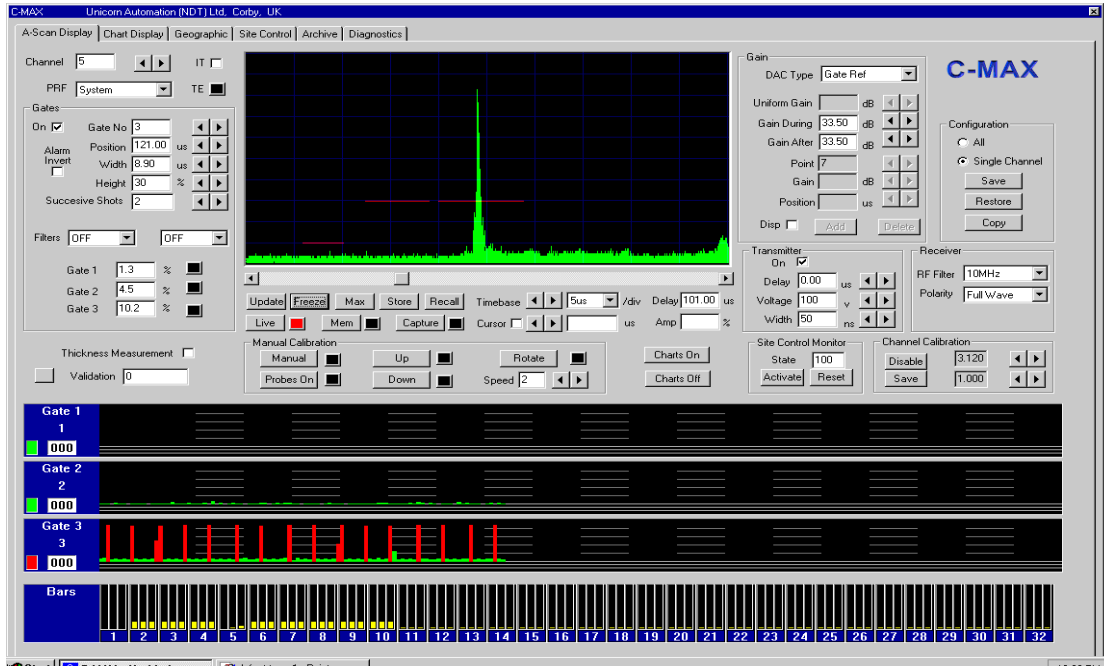 C-MAX Unicorn Automation (NDT) Ltd, Corby, UK
A-Scan Display Chart Display Geographic Site Control Archive Diagnostics
Channel 5 IT
PRF System TE
Gates
On Gate No 3
Alarm Invert
Position 121.00 us
Width 8.90 us
Height 30 %
Succesive Shots 2
Filters OFF OFF
Gate 1 1.3 %
Gate 2 4.5 %
Gate 3 10.2 %
Thickness Measurement
Validation 0
Update Freeze Max Store Recall Timebase 5us /div Delay 101.00 us
Live Mem Capture Cursor us Amp %
Manual Calibration
Manual Up Rotate
Probes On Down Speed 2
Charts On
Charts Off
Gain
DAC Type Gate Ref
Uniform Gain dB
Gain During 33.50 dB
Gain After 33.50 dB
Point 7
Gain dB
Position us
Disp Add Delete
C-MAX
Configuration
All
Single Channel
Save
Restore
Copy
Transmitter
On
Delay 0.00 us
Voltage 100 v
Width 50 ns
Receiver
RF Filter 10MHz
Polarity Full Wave
Site Control Monitor
State 100
Activate Reset
Channel Calibration
Disable 3.120
Save 1.000
Gate 1
1
000
Gate 2
2
000
Gate 3
3
000
Bars
1 2 3 4 5 6 7 8 9 10 11 12 13 14 15 16 17 18 19 20 21 22 23 24 25 26 27 28 29 30 31 32